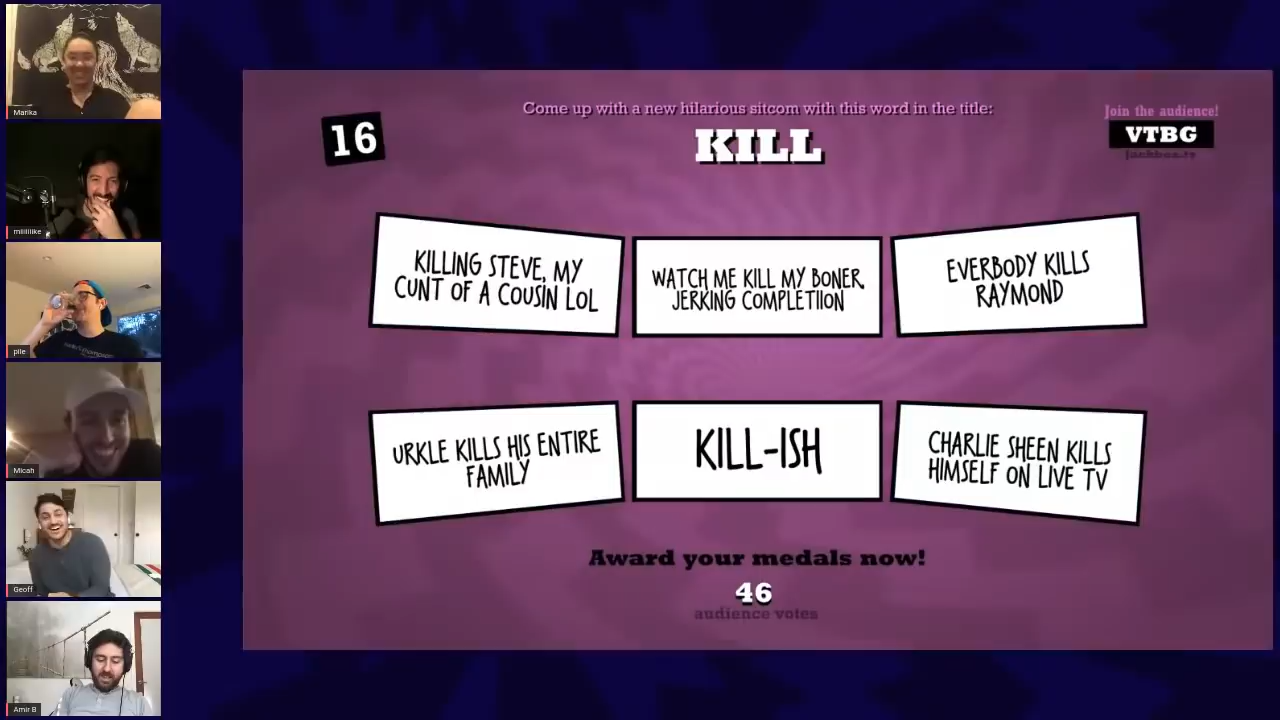 Marika
miliiiike
pile
Micah
Geoff
Amir B
16
Come up with a new hilarious sitcom with this word in the title:
KILL
Join the audience!
VTBG
jackbox.tv
KILLING STEVE, MY
CUNT OF A COUSIN LOL
WATCH ME KILL MY BONER,
JERKING COMPLETIION
EVERBODY KILLS
RAYMOND
URKLE KILLS HIS ENTIRE
FAMILY
KILL-ISH
CHARLIE SHEEN KILLS
HIMSELF ON LIVE TV
Award your medals now!
46
audience votes